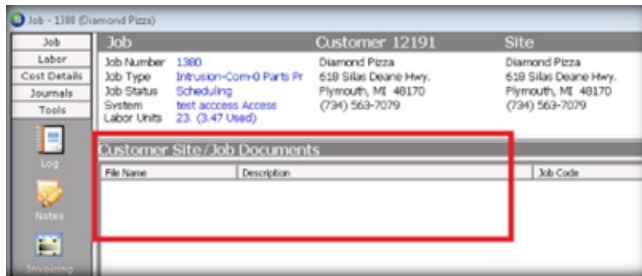 Job - 1380 (Diamond Pizza)
Job
Labor
Cost Details
Journals
Tools
Log
Notes
Invoicing
Job Customer 12191 Site
Job Number 1380 Diamond Pizza Diamond Pizza
Job Type Intrusion-Com-0 Parts Pr 618 Silas Deane Hwy. 618 Silas Deane Hwy.
Job Status Scheduling Plymouth, MI 48170 Plymouth, MI 48170
System test acccess Access (734) 563-7079 (734) 563-7079
Labor Units 23. (3.47 Used)
Customer Site/Job Documents
File Name Description Job Code